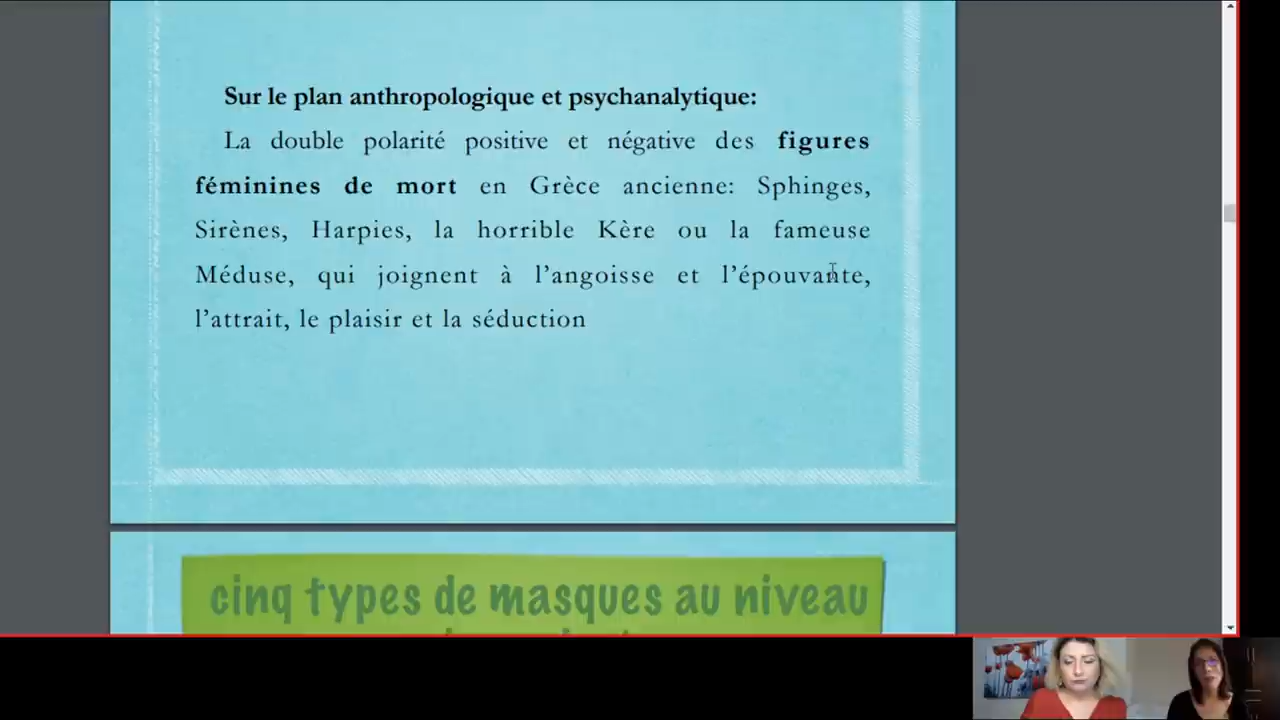 Sur le plan anthropologique et psychanalytique:
La double polarité positive et négative des figures
féminines de mort en Grèce ancienne: Sphinges,
Sirènes, Harpies, la horrible Kère ou la fameuse
Méduse, qui joignent à l’angoisse et l’épouvante,
l’attrait, le plaisir et la séduction
cinq types de masques au niveau